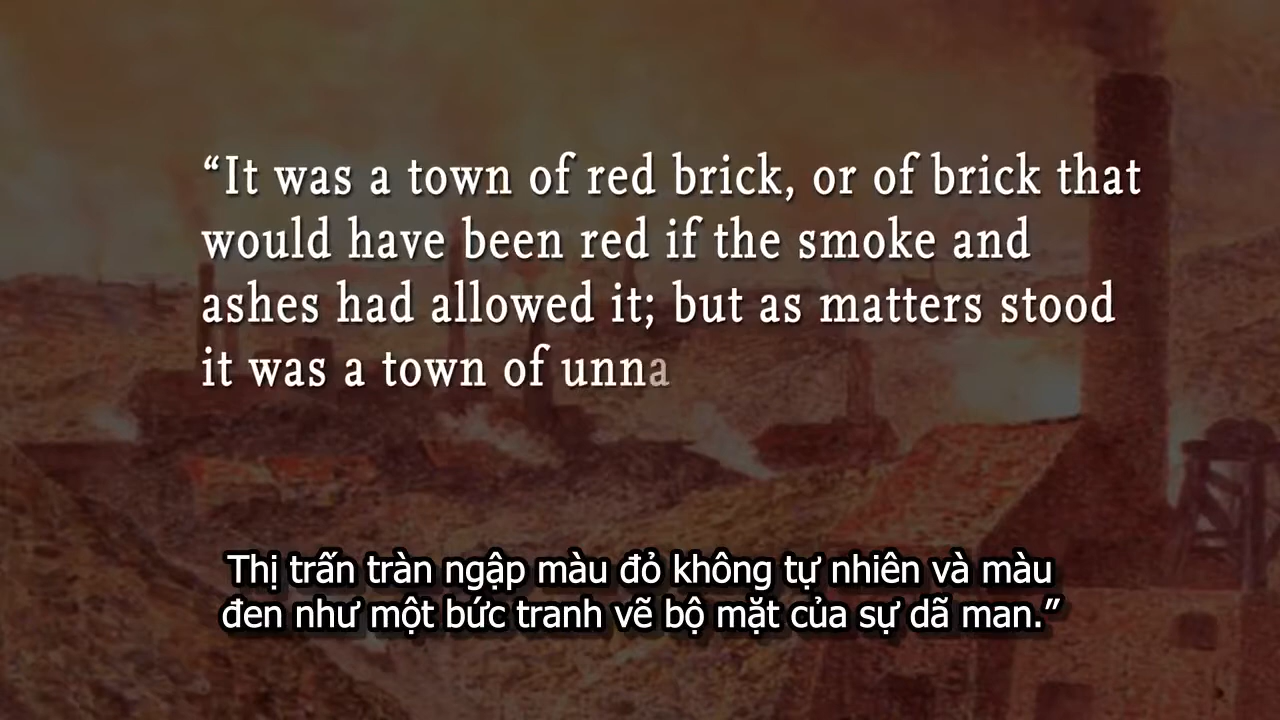 “It was a town of red brick, or of brick that
would have been red if the smoke and
ashes had allowed it; but as matters stood
it was a town of unna
Thị trấn tràn ngập màu đỏ không tự nhiên và màu
đen như một bức tranh vẽ bộ mặt của sự dã man.”